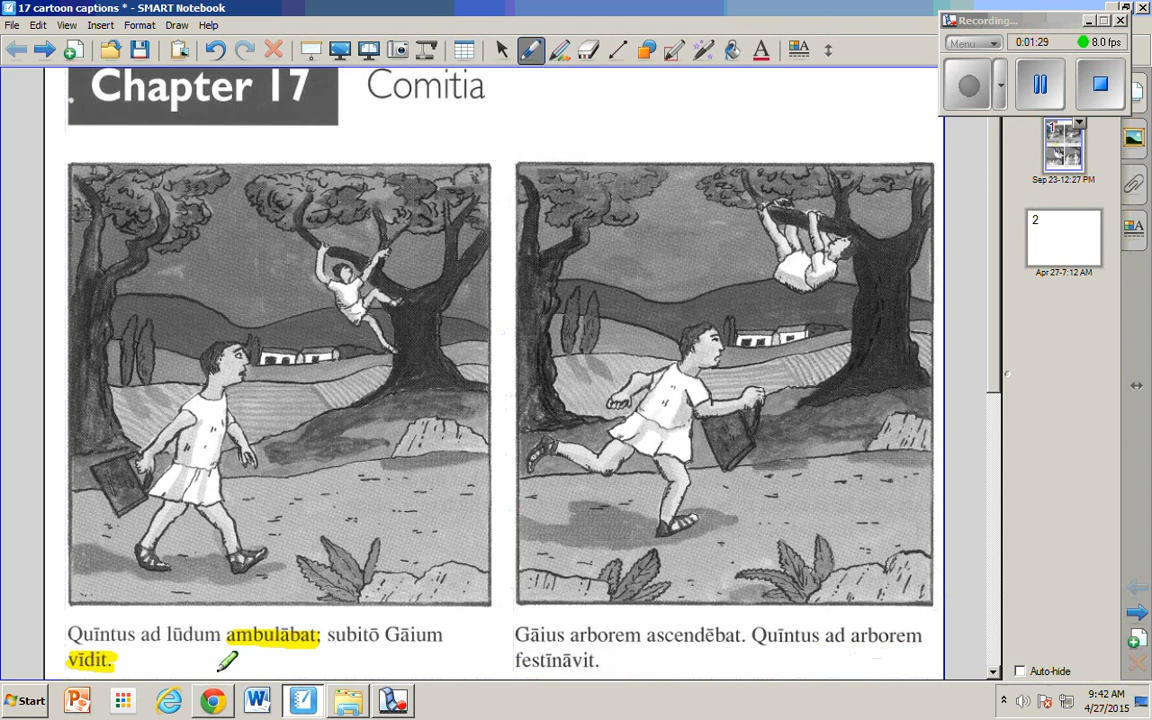 17 cartoon captions * - SMART Notebook
File Edit View Insert Format Draw Help
Recording...
Menu 0:01:29 8.0 fps
Chapter 17 Comitia
1
Sep 23-12:27 PM
2
Apr 27-7:12 AM
Quīntus ad lūdum ambulābat; subitō Gāium
vīdit.
Gāius arborem ascendēbat. Quīntus ad arborem
festīnāvit.
Auto-hide
Start
9:42 AM
4/27/2015